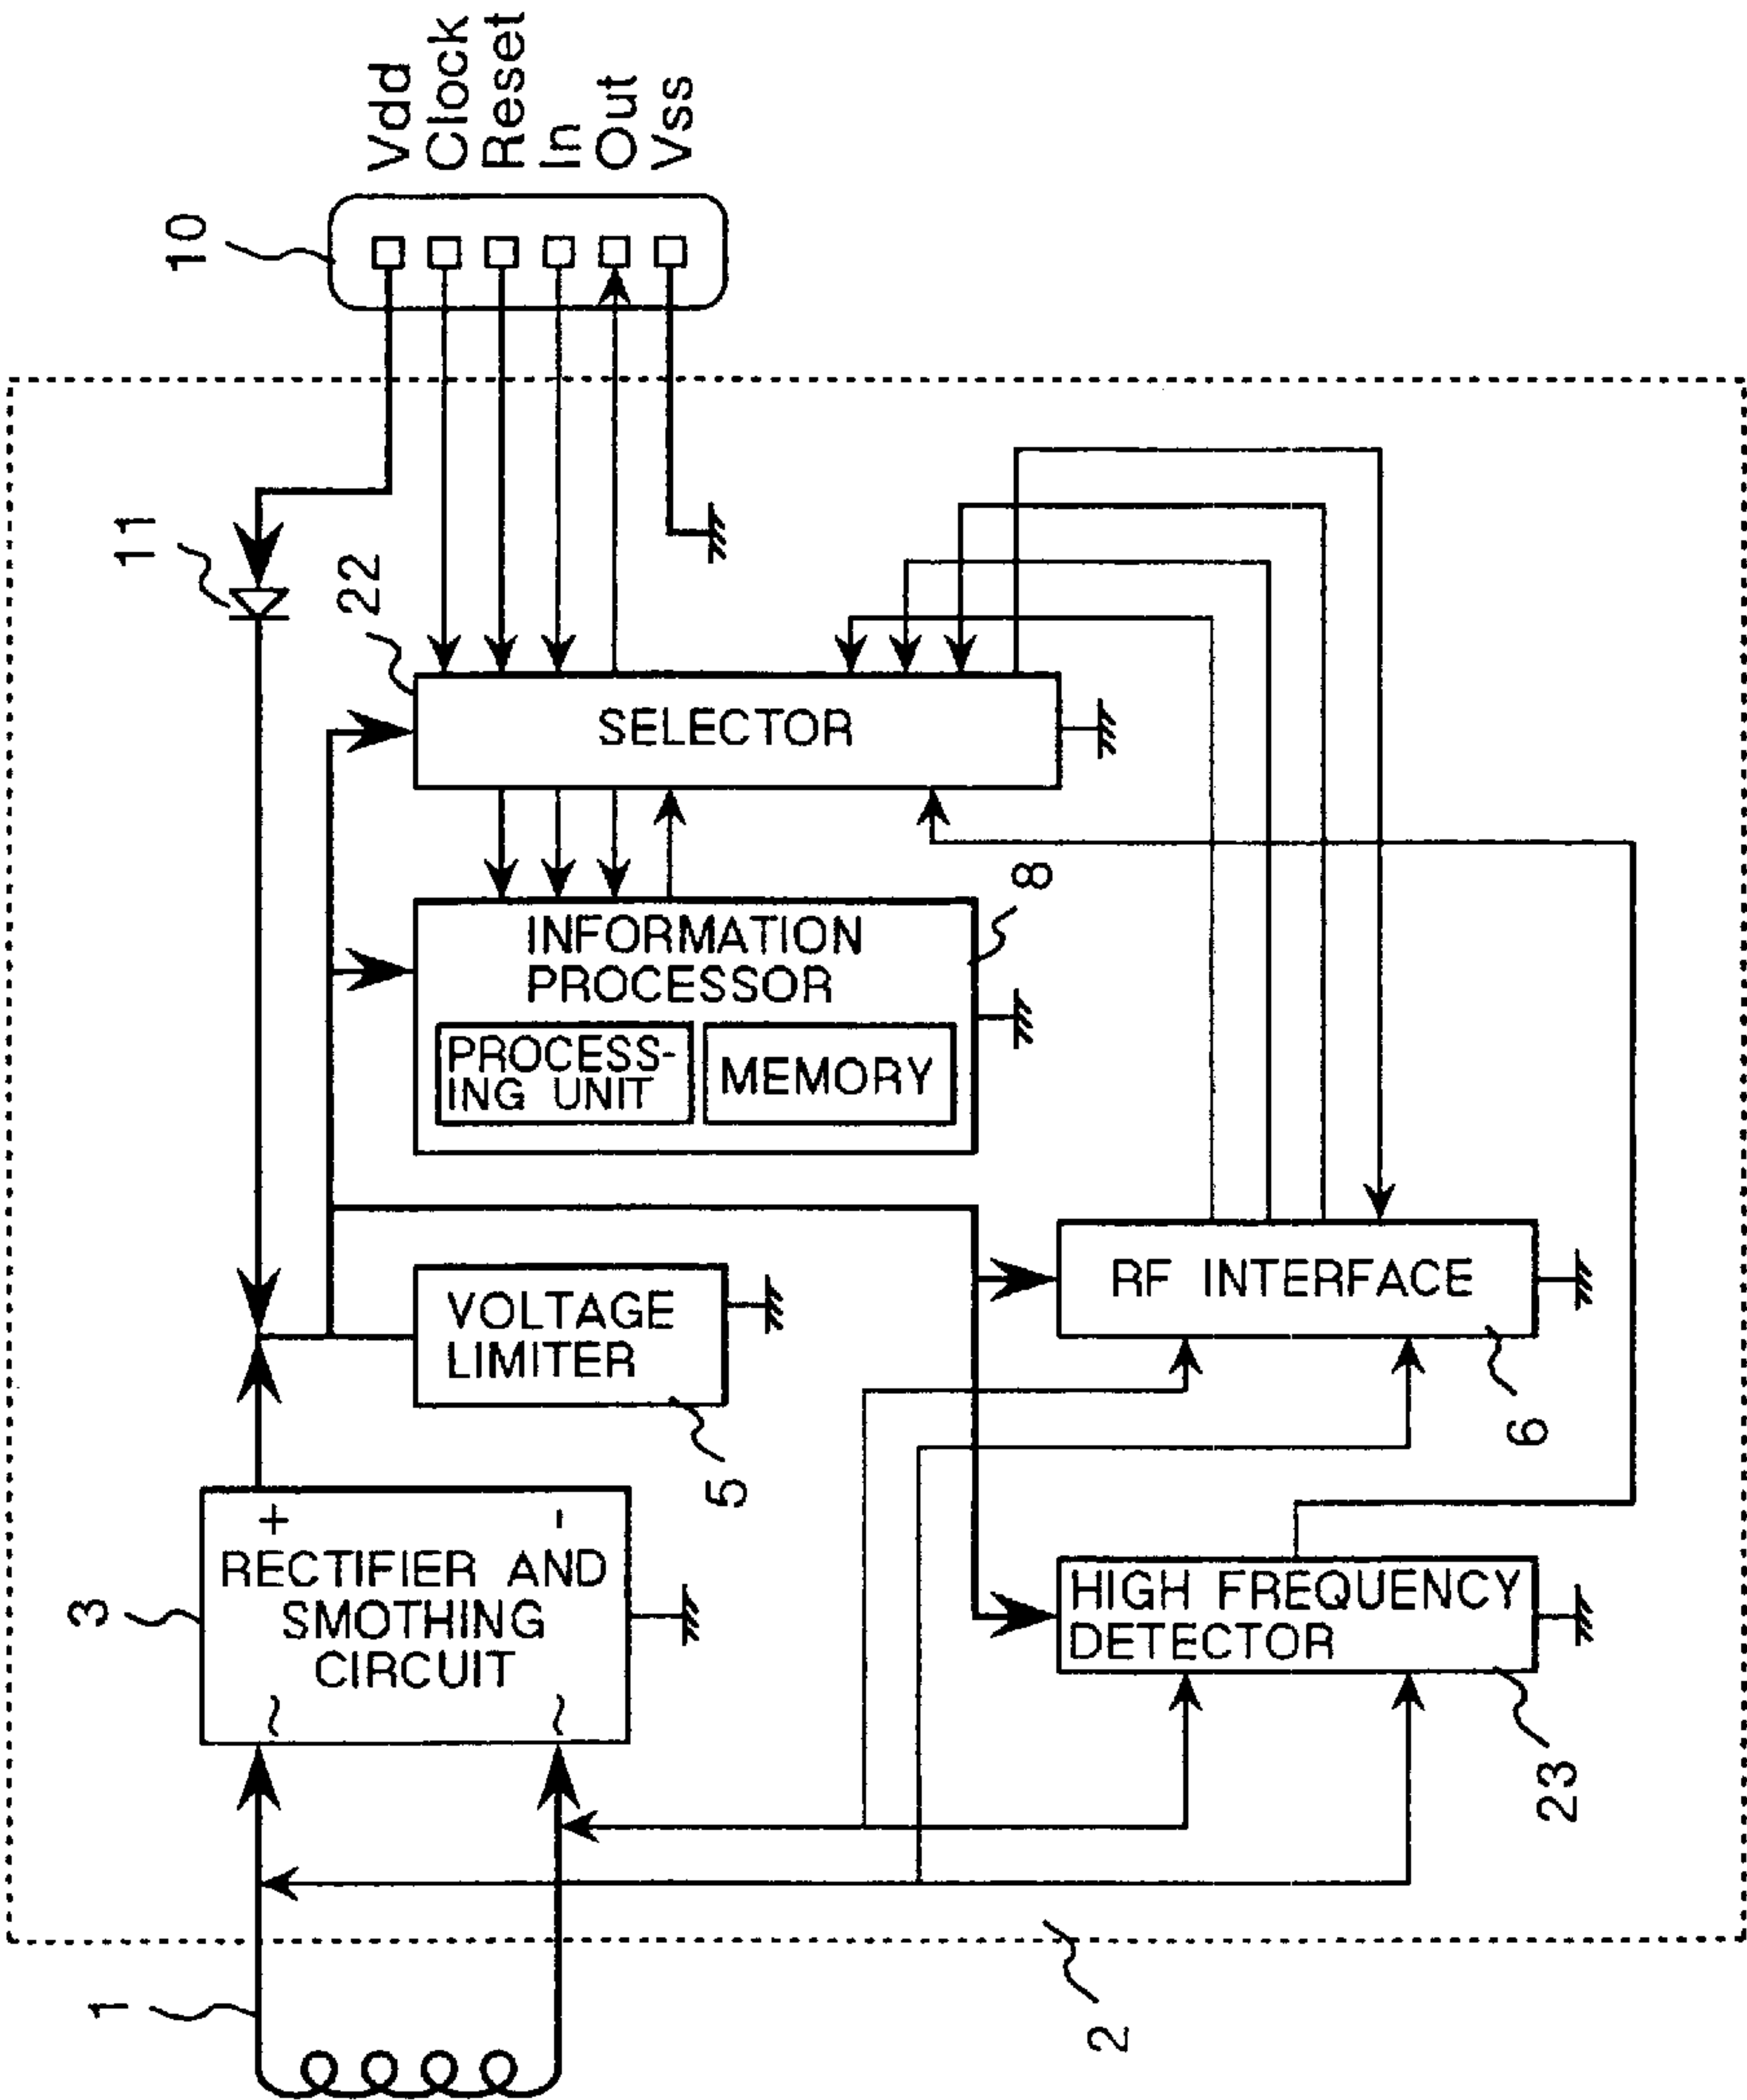 1
2
3
RECTIFIER AND
SMOTHING
CIRCUIT
+
-
~
~
5
VOLTAGE
LIMITER
11
INFORMATION
PROCESSOR
PROCESS-
ING UNIT
MEMORY
8
22
SELECTOR
10
Vdd
Clock
Reset
In
Out
Vss
HIGH FREQUENCY
DETECTOR
23
RF INTERFACE
6